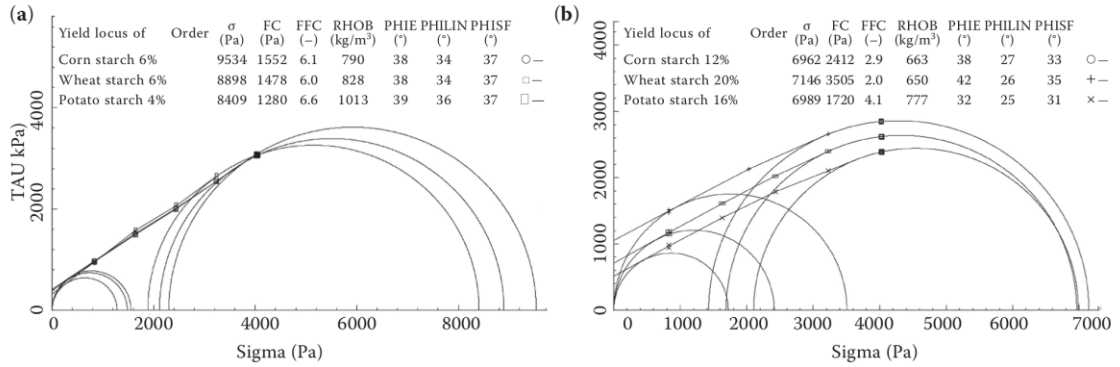 (a)
Yield locus of Order σ (Pa) FC (Pa) FFC (–) RHOB (kg/m³) PHIE (°) PHILIN (°) PHISF (°)
Corn starch 6% 9534 1552 6.1 790 38 34 37
Wheat starch 6% 8898 1478 6.0 828 38 34 37
Potato starch 4% 8409 1280 6.6 1013 39 36 37
TAU kPa)
4000
2000
0
0 2000 4000 6000 8000
Sigma (Pa)
(b)
Yield locus of Order σ (Pa) FC (Pa) FFC (–) RHOB (kg/m³) PHIE (°) PHILIN (°) PHISF (°)
Corn starch 12% 6962 2412 2.9 663 38 27 33
Wheat starch 20% 7146 3505 2.0 650 42 26 35
Potato starch 16% 6989 1720 4.1 777 32 25 31
4000
3000
2000
1000
0
0 1000 2000 3000 4000 5000 6000 7000
Sigma (Pa)